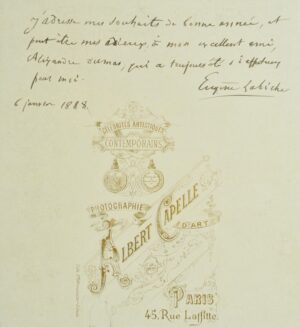 j'adresse mes souhaits de bonne année, et
peut être mes adieux, à mon excellent ami,
Alexandre Dumas, qui a toujours été si affectueux
pour moi.
Eugène Labiche
6 janvier 1888.
CÉLÉBRITÉS ARTISTIQUES
CONTEMPORAINS
PHOTOGRAPHIE
D'ART
ALBERT CAPELLE
PARIS
45, Rue Laffitte.